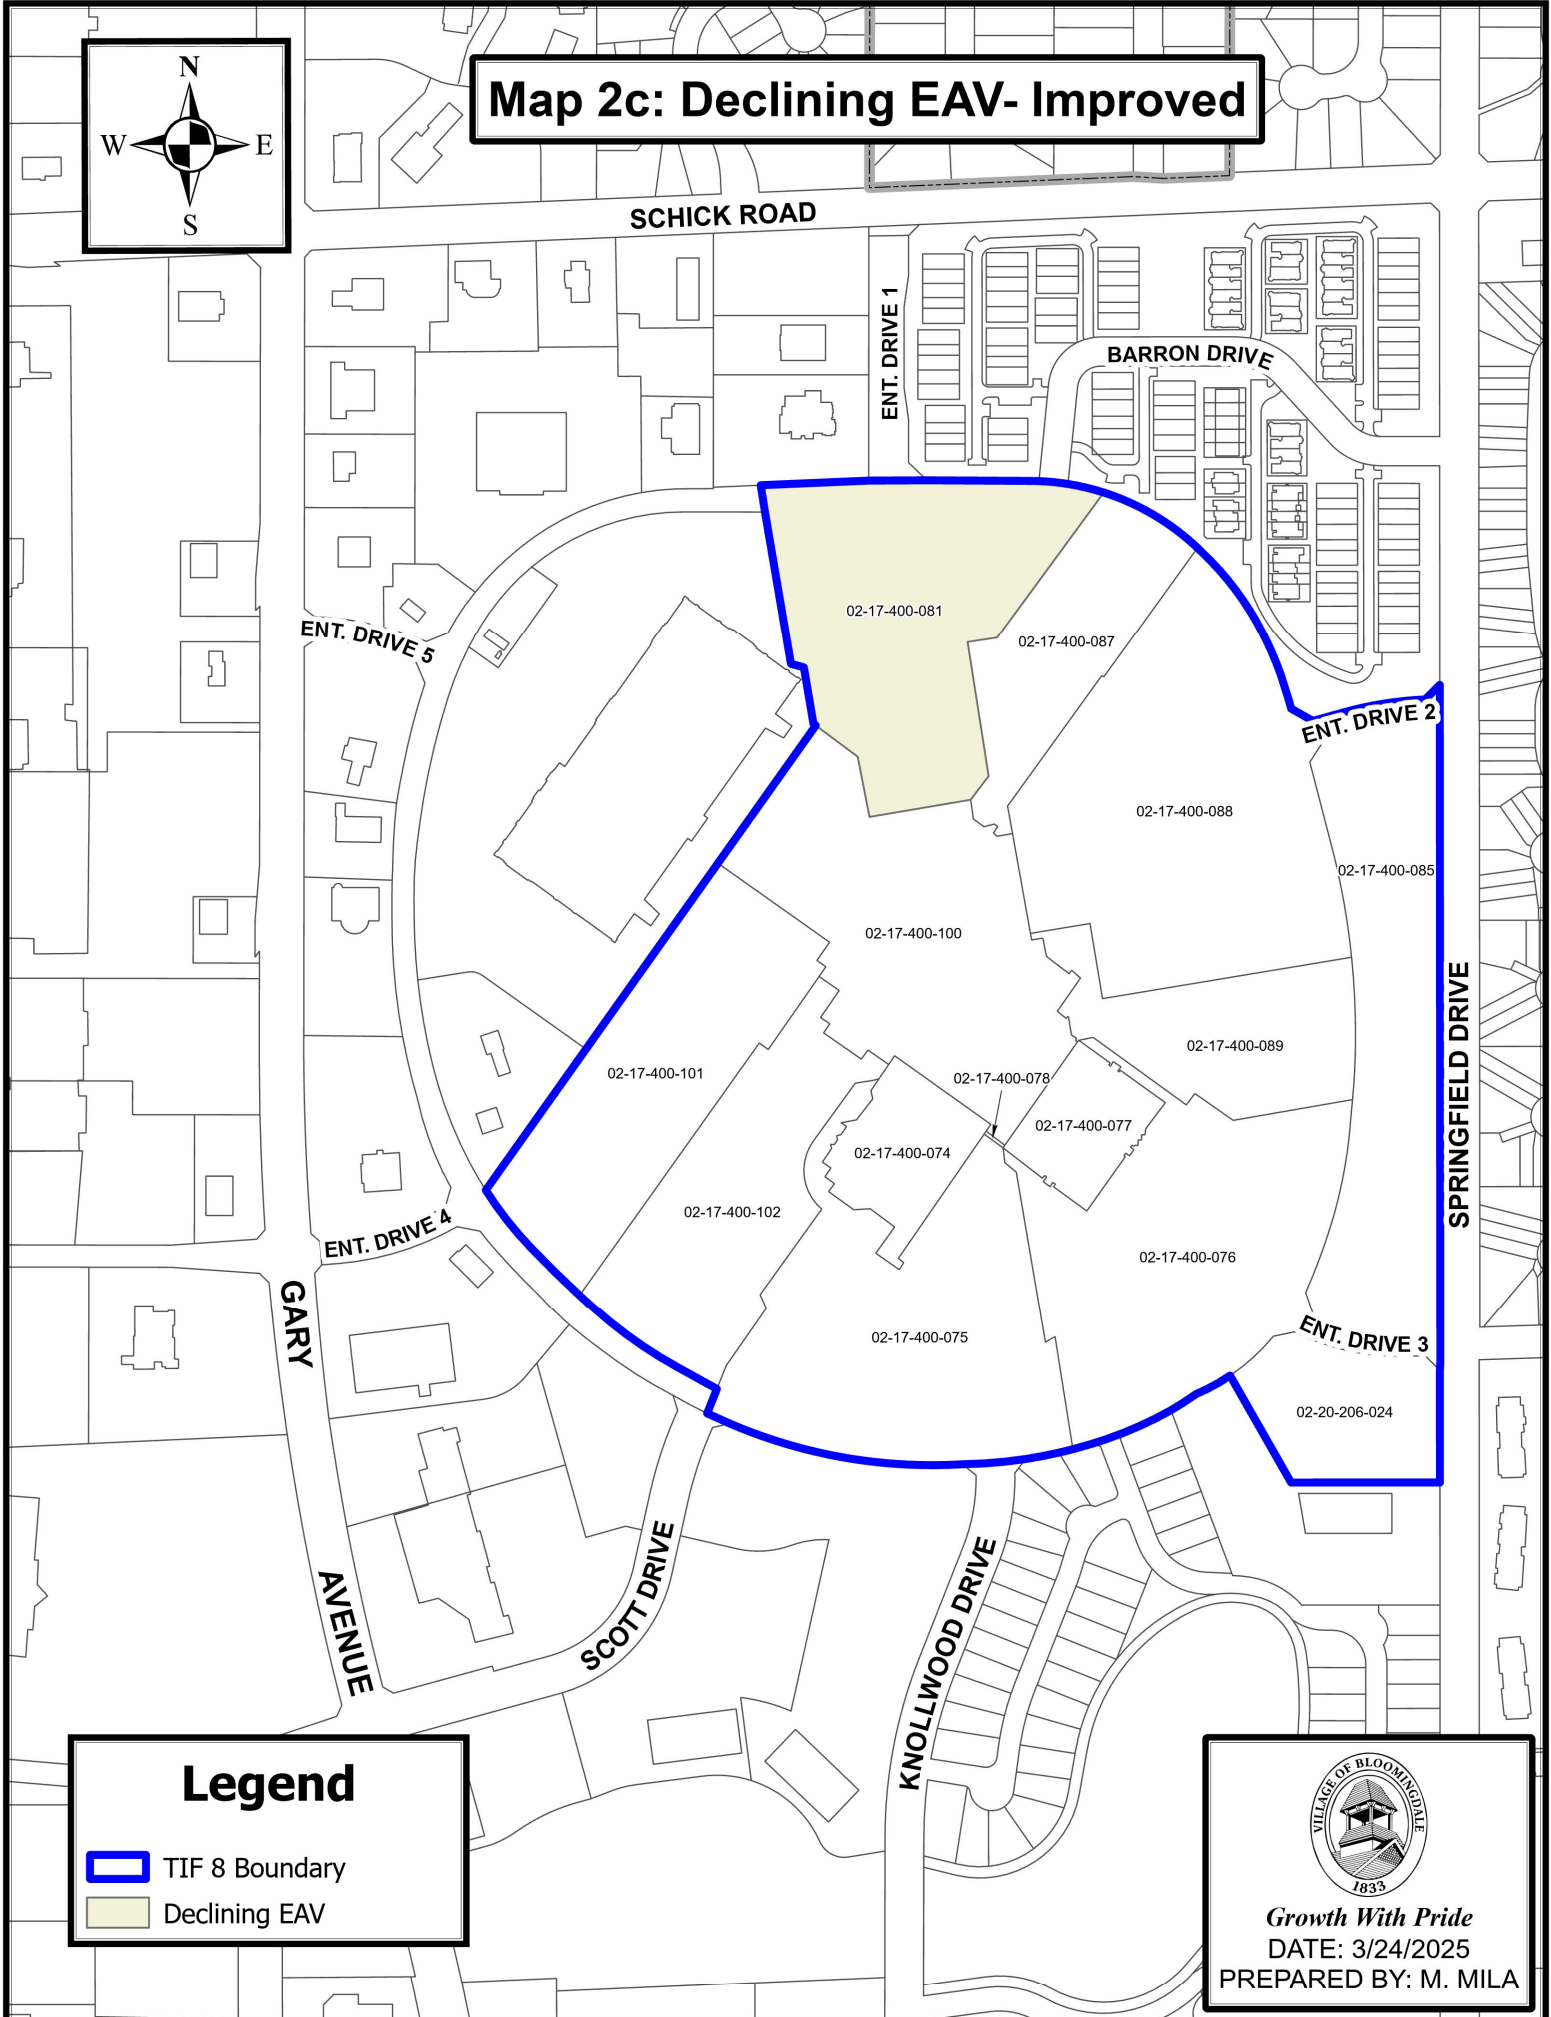 Map 2c: Declining EAV- Improved
N
W
E
S
SCHICK ROAD
ENT. DRIVE 1
BARRON DRIVE
02-17-400-081
ENT. DRIVE 5
02-17-400-087
ENT. DRIVE 2
02-17-400-088
02-17-400-085
02-17-400-100
SPRINGFIELD DRIVE
02-17-400-089
02-17-400-101
02-17-400-078
02-17-400-077
02-17-400-074
02-17-400-102
ENT. DRIVE 4
02-17-400-076
GARY
AVENUE
02-17-400-075
ENT. DRIVE 3
02-20-206-024
SCOTT DRIVE
KNOLLWOOD DRIVE
Legend
TIF 8 Boundary
Declining EAV
VILLAGE OF BLOOMINGDALE
1833
Growth With Pride
DATE: 3/24/2025
PREPARED BY: M. MILA